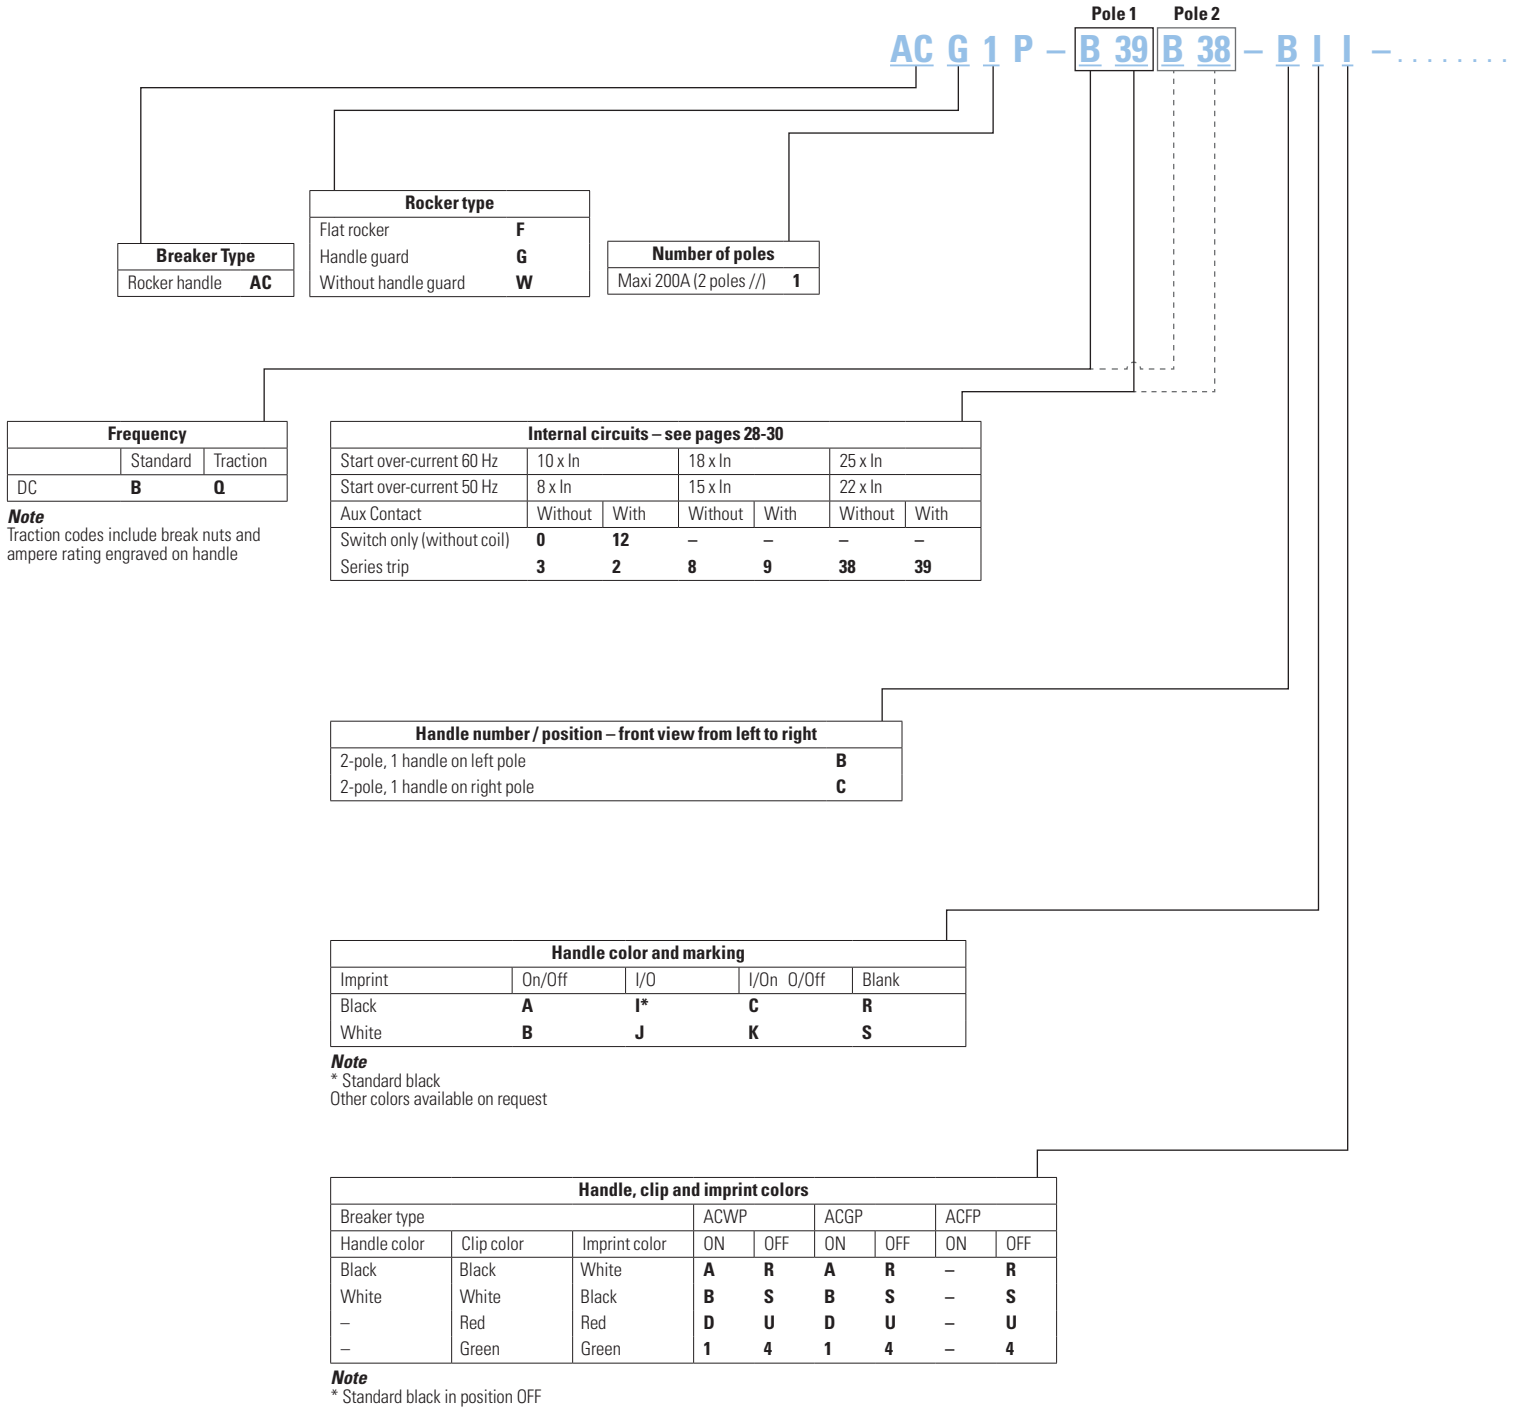 Pole 1 Pole 2
AC G 1 P – B 39 B 38 – B I I – . . . . . . . .
Rocker type
Flat rocker F
Handle guard G
Without handle guard W
Breaker Type
Rocker handle AC
Number of poles
Maxi 200A (2 poles //) 1
Frequency
Standard Traction
DC B Q
Note
Traction codes include break nuts and
ampere rating engraved on handle
Internal circuits – see pages 28-30
Start over-current 60 Hz 10 x In 18 x In 25 x In
Start over-current 50 Hz 8 x In 15 x In 22 x In
Aux Contact Without With Without With Without With
Switch only (without coil) 0 12 – – – –
Series trip 3 2 8 9 38 39
Handle number / position – front view from left to right
2-pole, 1 handle on left pole B
2-pole, 1 handle on right pole C
Handle color and marking
Imprint On/Off I/O I/On O/Off Blank
Black A I* C R
White B J K S
Note
* Standard black
Other colors available on request
Handle, clip and imprint colors
Breaker type ACWP ACGP ACFP
Handle color Clip color Imprint color ON OFF ON OFF ON OFF
Black Black White A R A R – R
White White Black B S B S – S
– Red Red D U D U – U
– Green Green 1 4 1 4 – 4
Note
* Standard black in position OFF